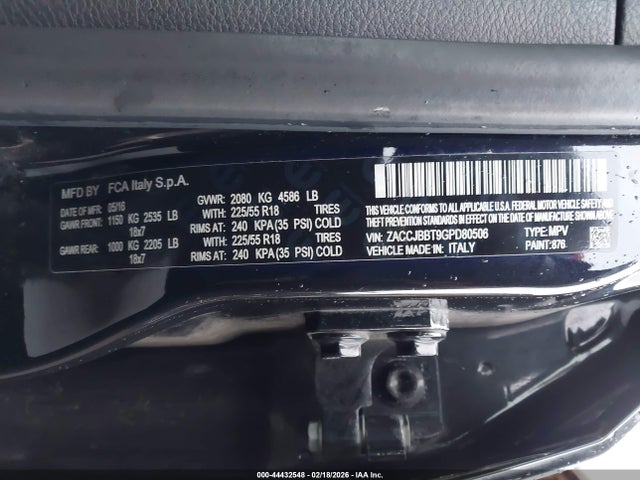 MFD BY FCA Italy S.p.A.
DATE OF MFD: 05/16 GVWR: 2080 KG 4586 LB
GAWR FRONT: 1150 KG 2535 LB WITH: 225/55 R18 TIRES
18x7 RIMS AT: 240 KPA (35 PSI) COLD
GAWR REAR: 1000 KG 2205 LB WITH: 225/55 R18 TIRES
18x7 RIMS AT: 240 KPA (35 PSI) COLD
THIS VEHICLE CONFORMS TO ALL APPLICABLE
U.S.A. FEDERAL MOTOR VEHICLE SAFETY, BUMPER, AND
THEFT PREVENTION STANDARDS IN EFFECT ON THE DATE OF MANUFACTURE
VIN: ZACCJBBT9GPD80506 TYPE: MPV
VEHICLE MADE IN: ITALY PAINT: 876
000-44432548 - 02/18/2026 - IAA Inc.